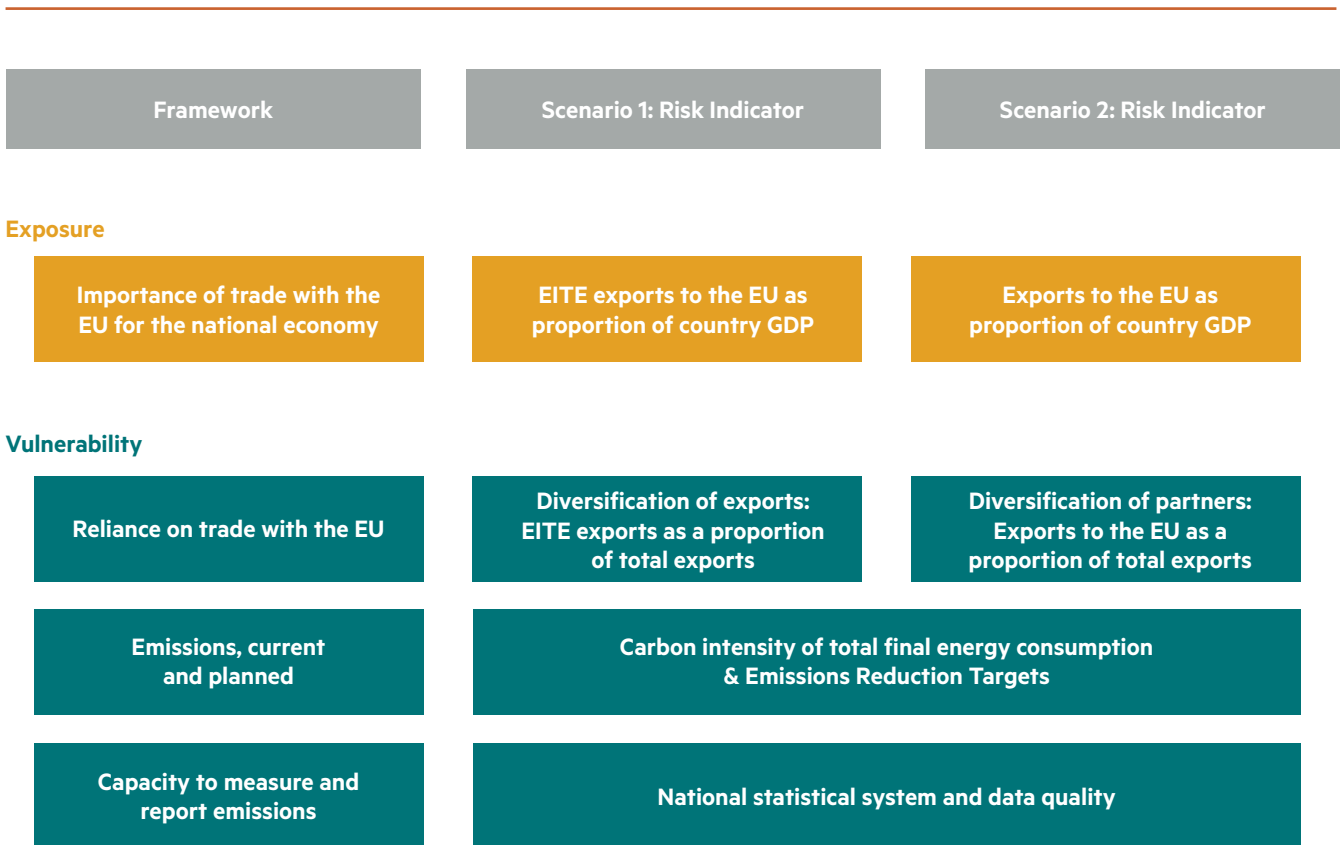 Framework
Scenario 1: Risk Indicator
Scenario 2: Risk Indicator
Exposure
Importance of trade with the
EU for the national economy
EITE exports to the EU as
proportion of country GDP
Exports to the EU as
proportion of country GDP
Vulnerability
Reliance on trade with the EU
Diversification of exports:
EITE exports as a proportion
of total exports
Diversification of partners:
Exports to the EU as a
proportion of total exports
Emissions, current
and planned
Carbon intensity of total final energy consumption
& Emissions Reduction Targets
Capacity to measure and
report emissions
National statistical system and data quality